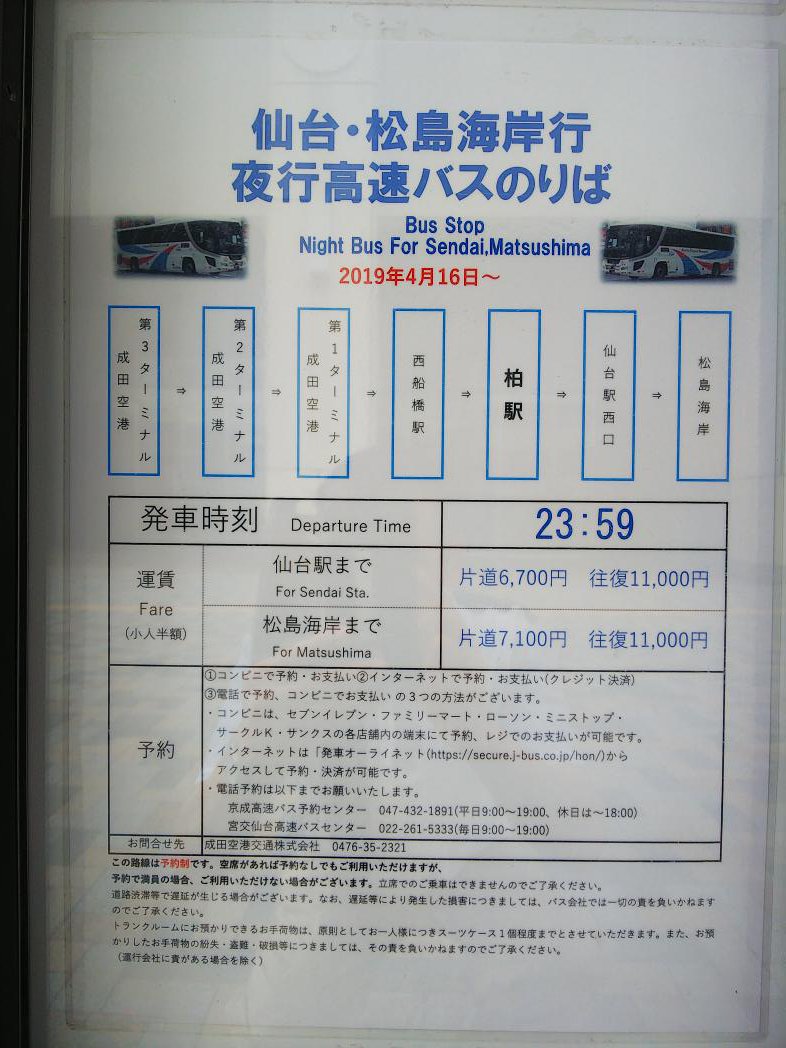 仙台・松島海岸行
夜行高速バスのりば
Bus Stop
Night Bus For Sendai,Matsushima
2019年4月16日～
成田空港 第3ターミナル ⇒ 成田空港 第2ターミナル ⇒ 成田空港 第1ターミナル ⇒ 西船橋駅 ⇒ 柏駅 ⇒ 仙台駅西口 ⇒ 松島海岸
発車時刻 Departure Time 23:59
運賃
Fare
(小人半額)
仙台駅まで
For Sendai Sta.
片道6,700円 往復11,000円
松島海岸まで
For Matsushima
片道7,100円 往復11,000円
予約
①コンビニで予約・お支払い②インターネットで予約・お支払い(クレジット決済)
③電話で予約、コンビニでお支払い の３つの方法がございます。
・コンビニは、セブンイレブン・ファミリーマート・ローソン・ミニストップ・
サークルＫ・サンクスの各店舗内の端末にて予約、レジでのお支払いが可能です。
・インターネットは「発車オーライネット(https://secure.j-bus.co.jp/hon/)から
アクセスして予約・決済が可能です。
・電話予約は以下までお願いいたします。
京成高速バス予約センター 047-432-1891(平日9:00～19:00、休日は～18:00)
宮交仙台高速バスセンター 022-261-5333(毎日9:00～19:00)
お問合せ先 成田空港交通株式会社 0476-35-2321
この路線は予約制です。空席があれば予約なしでもご利用いただけますが、
予約で満員の場合、ご利用いただけない場合がございます。立席でのご乗車はできませんのでご了承ください。
道路渋滞等で遅延が生じる場合がございます。なお、遅延等により発生した損害につきましては、バス会社では一切の責を負いかねます
のでご了承ください。
トランクルームにお預かりできるお手荷物は、原則としてお一人様につきスーツケース１個程度までとさせていただきます。また、お預
かりしたお手荷物の紛失・盗難・破損等につきましては、その責を負いかねますのでご了承ください。
（運行会社に責がある場合を除く）